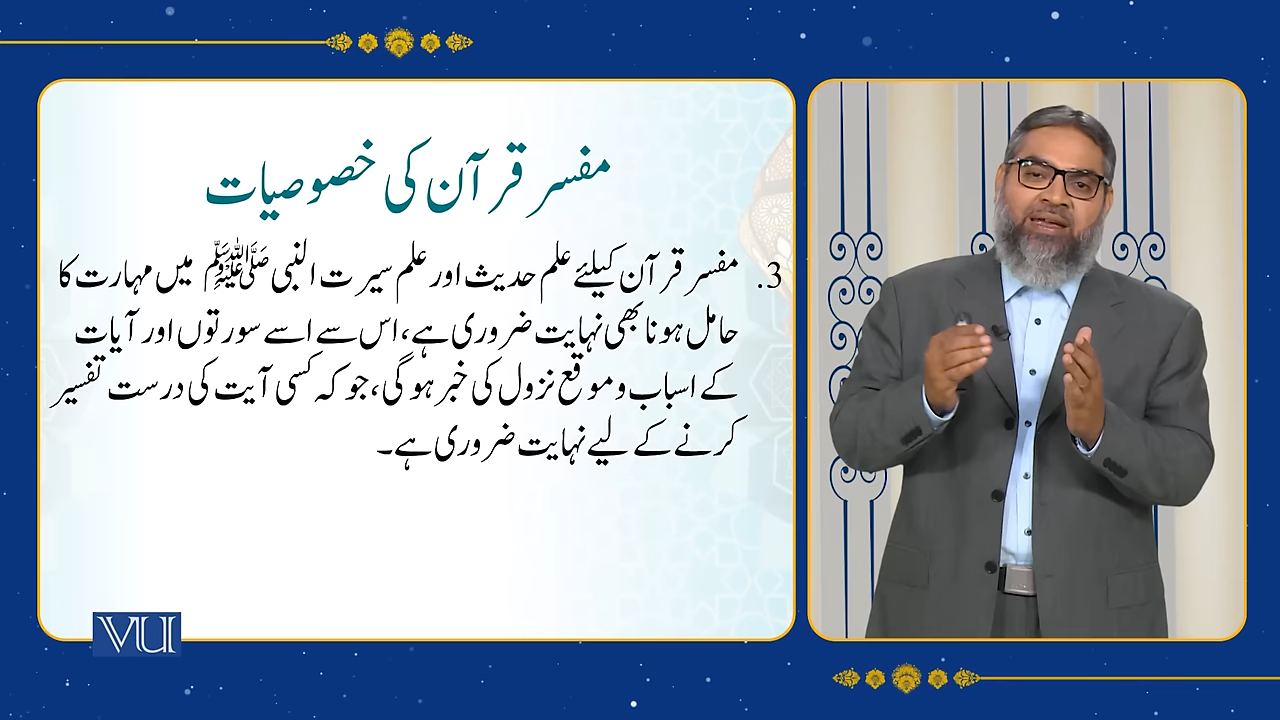 مفسر قرآن کی خصوصیات
3. مفسر قرآن کیلئے علم حدیث اور علم سیرت النبی ﷺ میں مہارت کا
حامل ہونا بھی نہایت ضروری ہے، اس سے اسے سورتوں اور آیات
کے اسباب و موقع نزول کی خبر ہوگی، جو کہ کسی آیت کی درست تفسیر
کرنے کے لیے نہایت ضروری ہے۔
VU